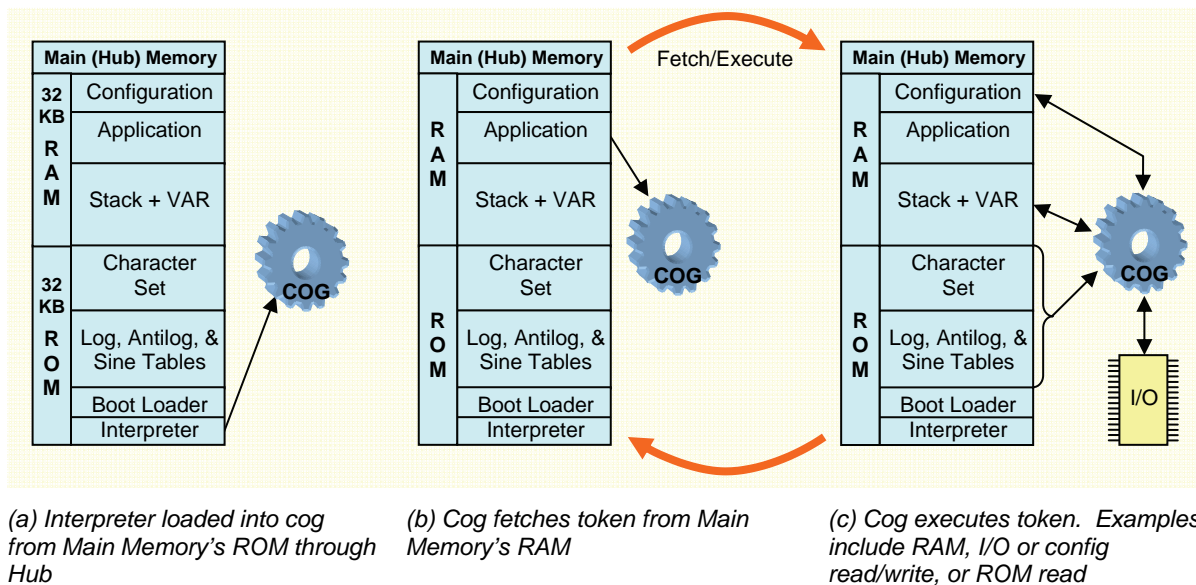 Main (Hub) Memory
32
KB
R
A
M
Configuration
Application
Stack + VAR
32
KB
R
O
M
Character
Set
Log, Antilog, &
Sine Tables
Boot Loader
Interpreter
COG
Main (Hub) Memory
R
A
M
Configuration
Application
Stack + VAR
R
O
M
Character
Set
Log, Antilog, &
Sine Tables
Boot Loader
Interpreter
COG
Fetch/Execute
Main (Hub) Memory
R
A
M
Configuration
Application
Stack + VAR
R
O
M
Character
Set
Log, Antilog, &
Sine Tables
Boot Loader
Interpreter
COG
I/O
(a) Interpreter loaded into cog
from Main Memory's ROM through
Hub
(b) Cog fetches token from Main
Memory's RAM
(c) Cog executes token. Examples
include RAM, I/O or config
read/write, or ROM read